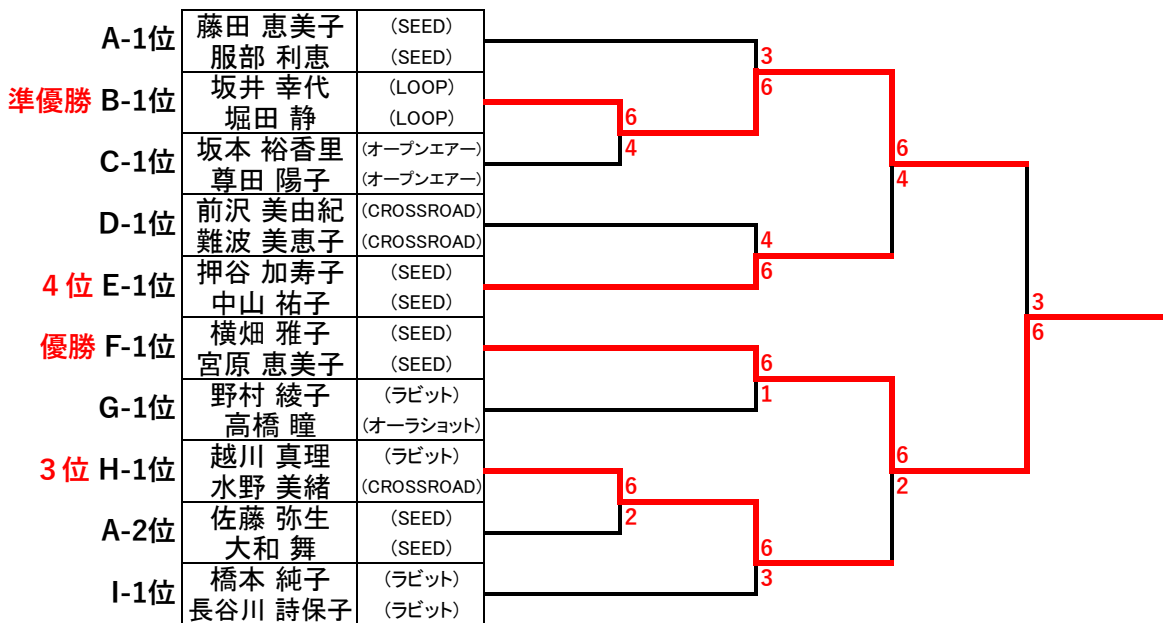 A-1位 藤田 恵美子 (SEED)
服部 利恵 (SEED)
3
準優勝 B-1位 坂井 幸代 (LOOP)
6
堀田 静 (LOOP)
6
4
C-1位 坂本 裕香里 (オープンエアー)
尊田 陽子 (オープンエアー)
6
4
D-1位 前沢 美由紀 (CROSSROAD)
難波 美恵子 (CROSSROAD)
4
6
4位 E-1位 押谷 加寿子 (SEED)
中山 祐子 (SEED)
3
6
優勝 F-1位 横畑 雅子 (SEED)
宮原 恵美子 (SEED)
6
1
G-1位 野村 綾子 (ラビット)
高橋 瞳 (オーラショット)
3位 H-1位 越川 真理 (ラビット)
水野 美緒 (CROSSROAD)
6
2
6
2
A-2位 佐藤 弥生 (SEED)
大和 舞 (SEED)
6
3
I-1位 橋本 純子 (ラビット)
長谷川 詩保子 (ラビット)